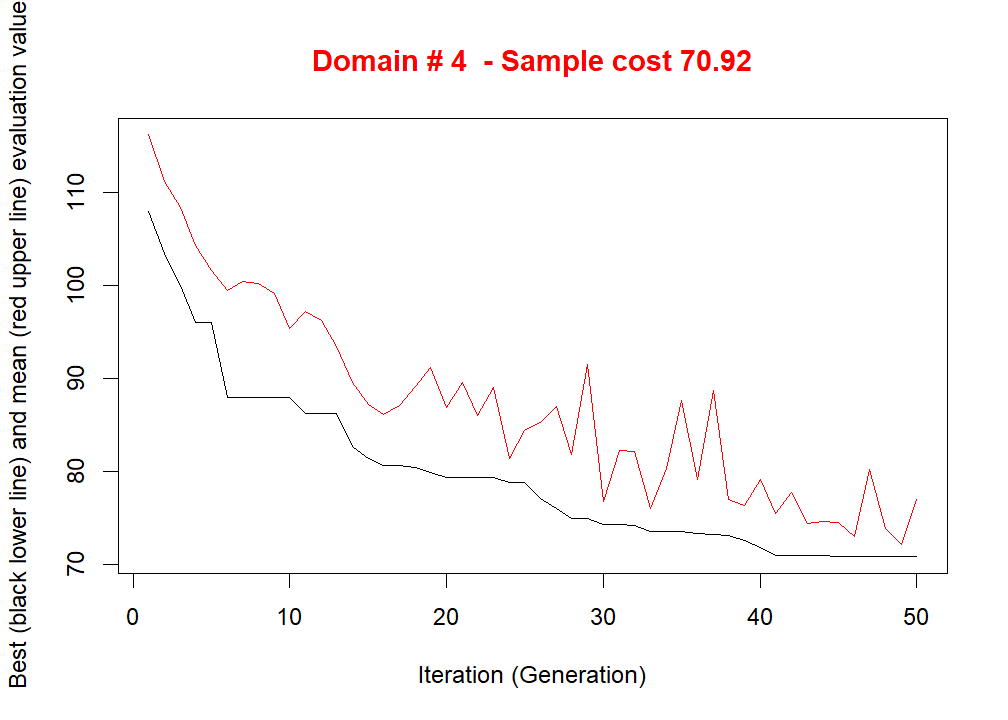 Domain # 4  - Sample cost 70.92
Best (black lower line) and mean (red upper line) evaluation value
110
100
90
80
70
0 10 20 30 40 50
Iteration (Generation)